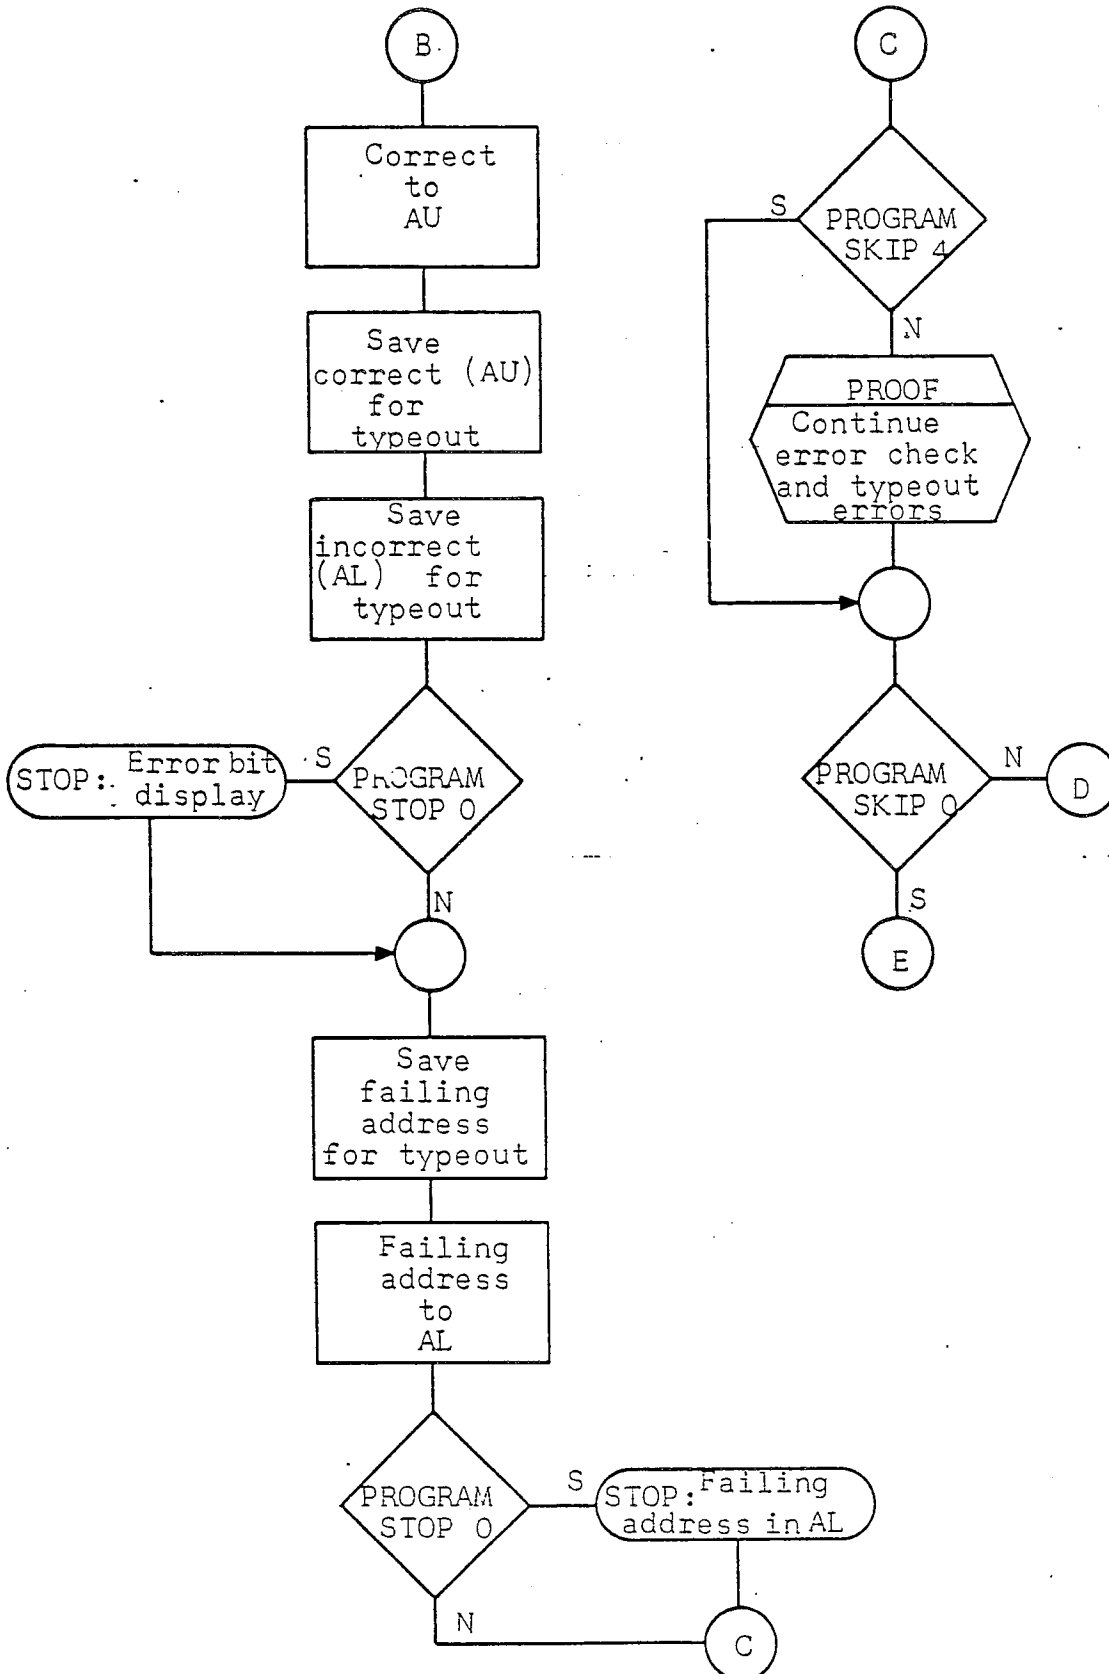 B
Correct
to
AU
Save
correct (AU)
for
typeout
Save
incorrect
(AL) for
typeout
S
STOP: Error bit
display
PROGRAM
STOP 0
N
Save
failing
address
for typeout
Failing
address
to
AL
PROGRAM
STOP 0
S
STOP: Failing
address in AL
N
C
C
S
PROGRAM
SKIP 4
N
PROOF
Continue
error check
and typeout
errors
PROGRAM
SKIP 0
N
D
S
E